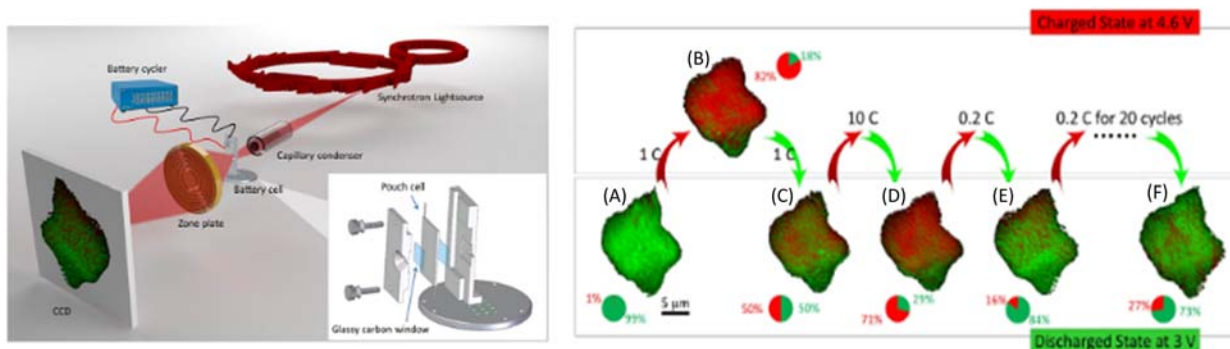 Battery cycler
Synchrotron Lightsource
Capillary condenser
Battery cell
Zone plate
CCD
Pouch cell
Glassy carbon window
Charged State at 4.6 V
(B)
18%
82%
10 C
0.2 C
0.2 C for 20 cycles
......
1 C
1 C
(A)
(C)
(D)
(E)
(F)
1%
99%
5 μm
50%
50%
29%
71%
16%
84%
27%
73%
Discharged State at 3 V